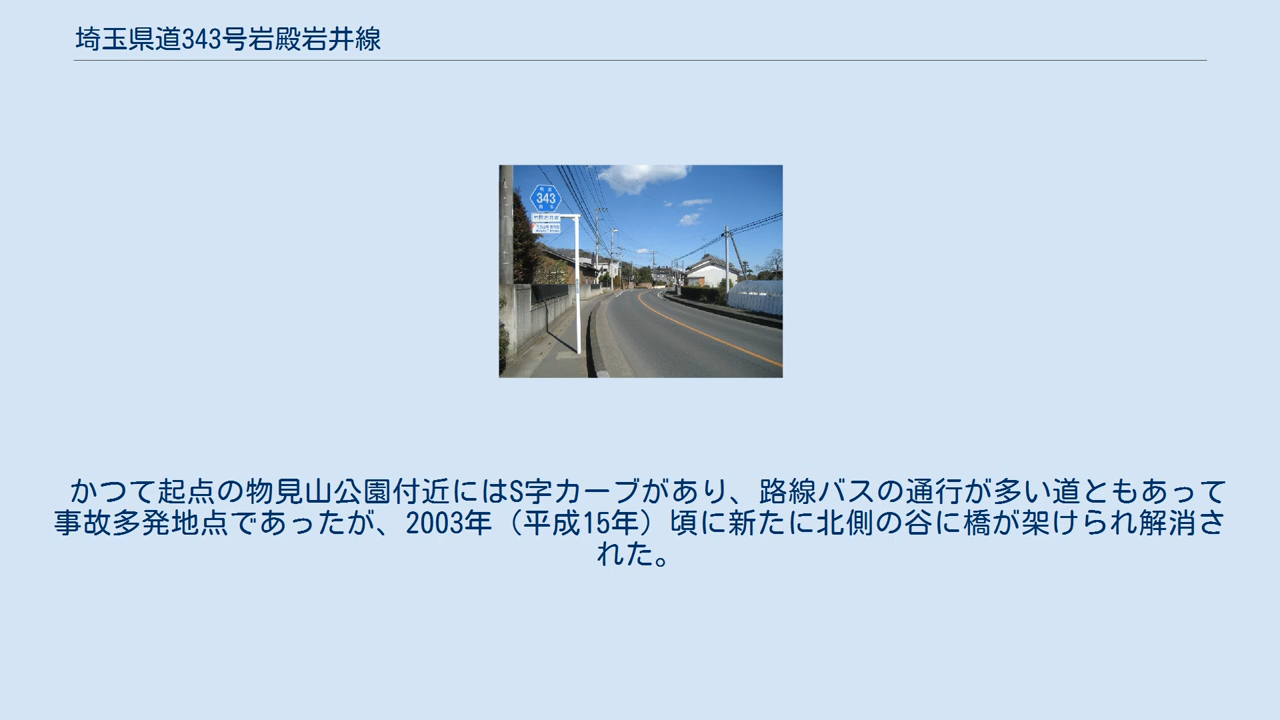 埼玉県道343号岩殿岩井線
343
かつて起点の物見山公園付近にはS字カーブがあり、路線バスの通行が多い道ともあって
事故多発地点であったが、2003年（平成15年）頃に新たに北側の谷に橋が架けられ解消さ
れた。